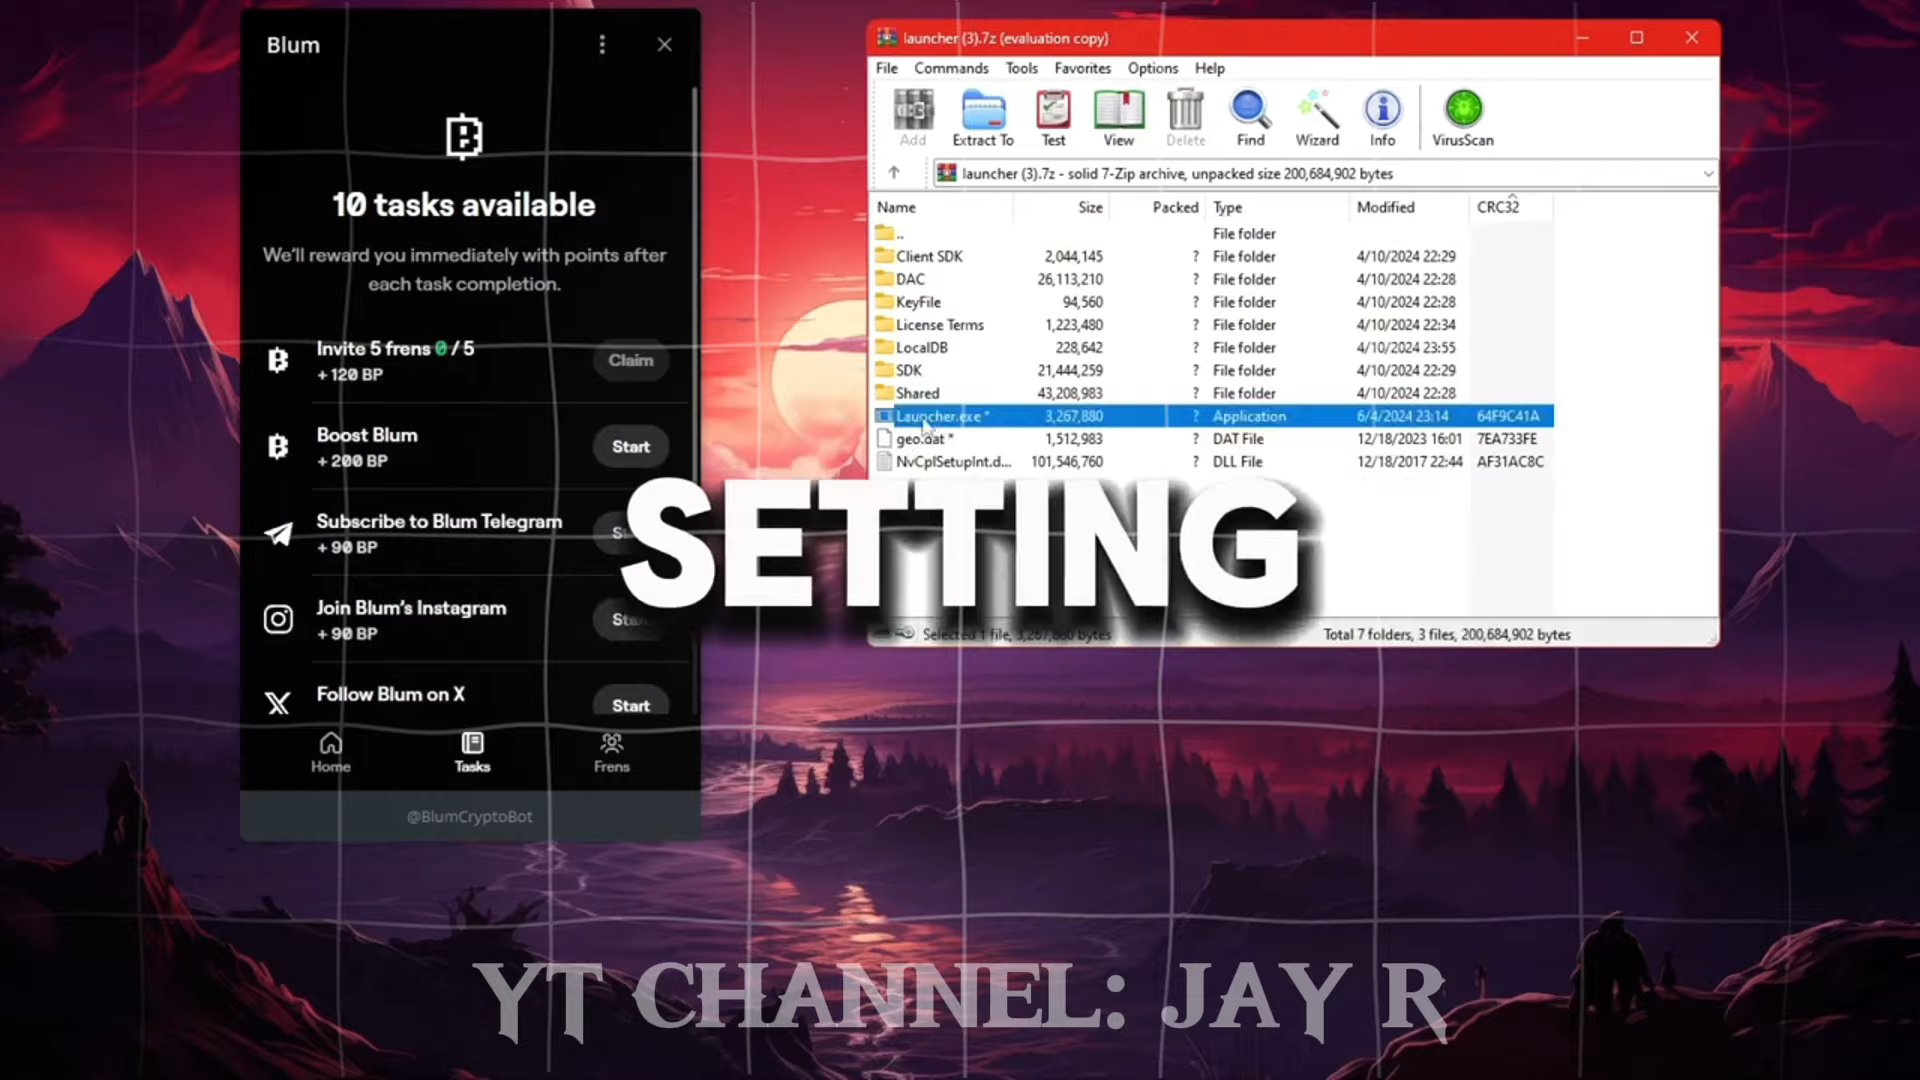 Blum
10 tasks available
We'll reward you immediately with points after
each task completion.
Invite 5 frens 0 / 5
+ 120 BP
Claim
Boost Blum
+ 200 BP
Start
Subscribe to Blum Telegram
+ 90 BP
Join Blum's Instagram
+ 90 BP
Follow Blum on X
Start
Home Tasks Frens
@BlumCryptoBot
launcher (3).7z (evaluation copy)
File Commands Tools Favorites Options Help
Add Extract To Test View Delete Find Wizard Info VirusScan
launcher (3).7z - solid 7-Zip archive, unpacked size 200,684,902 bytes
Name Size Packed Type Modified CRC32
.. File folder
Client SDK 2,044,145 ? File folder 4/10/2024 22:29
DAC 26,113,210 ? File folder 4/10/2024 22:28
KeyFile 94,560 ? File folder 4/10/2024 22:28
License Terms 1,223,480 ? File folder 4/10/2024 22:34
LocalDB 228,642 ? File folder 4/10/2024 23:55
SDK 21,444,259 ? File folder 4/10/2024 22:29
Shared 43,208,983 ? File folder 4/10/2024 22:28
Launcher.exe * 3,267,880 ? Application 6/4/2024 23:14 64F9C41A
geo.dat * 1,512,983 ? DAT File 12/18/2023 16:01 7EA733FE
NvCplSetupInt.d... 101,546,760 ? DLL File 12/18/2017 22:44 AF31AC8C
Selected 1 file, 3,267,880 bytes Total 7 folders, 3 files, 200,684,902 bytes
SETTING
YT CHANNEL: JAY R